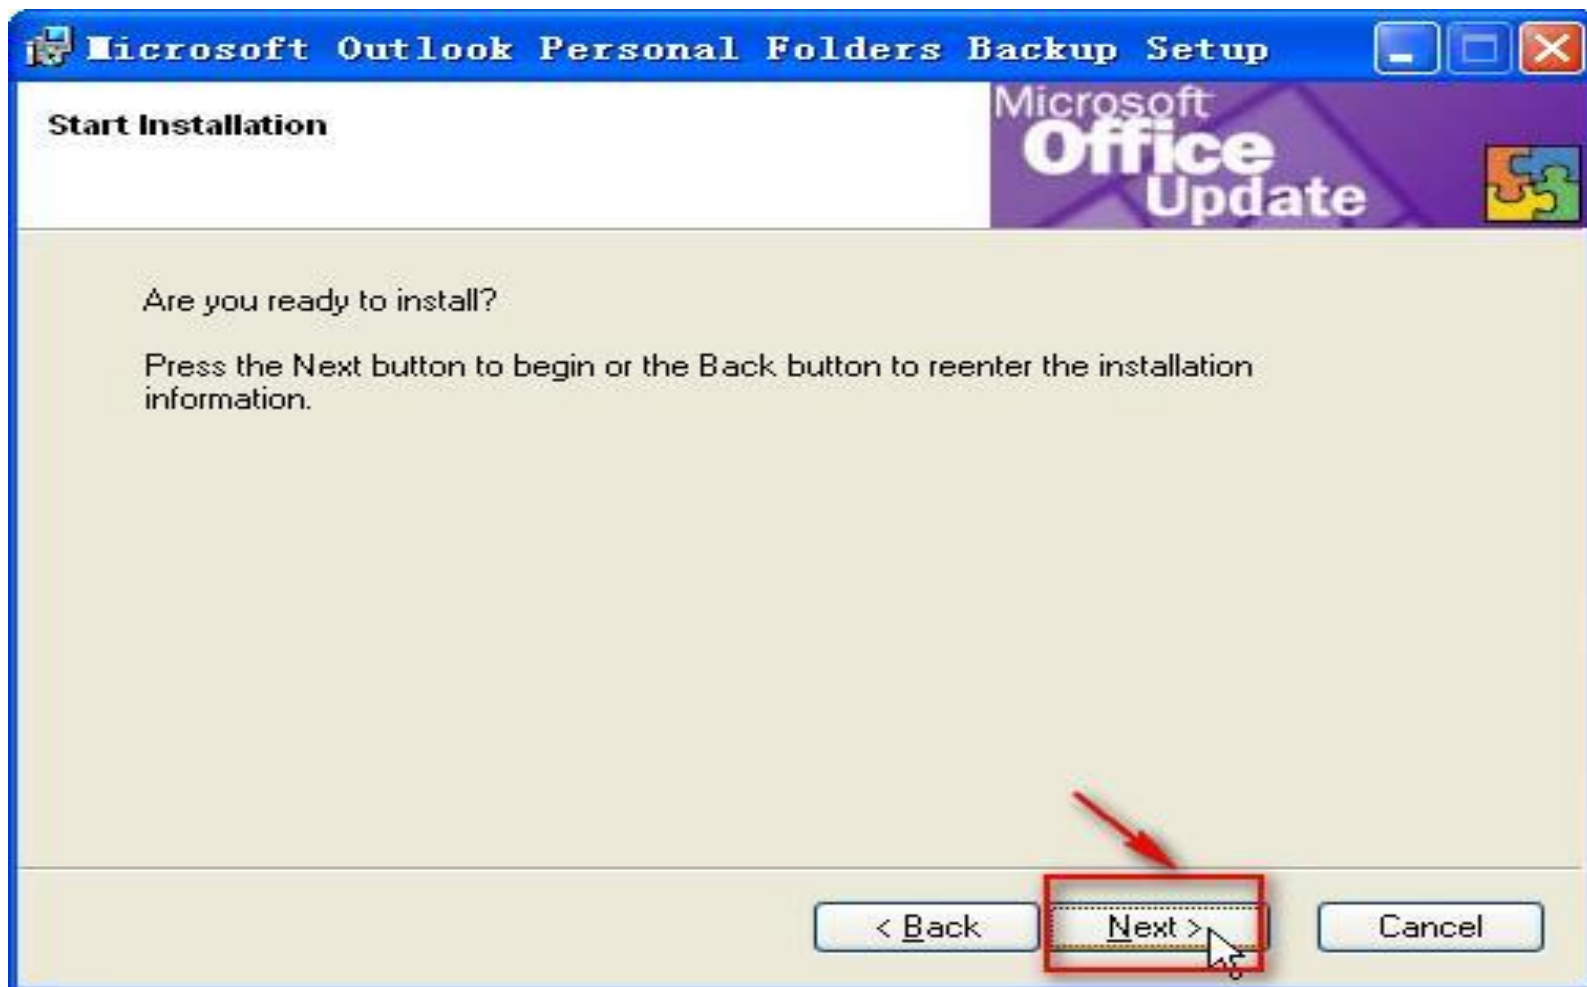 Microsoft Outlook Personal Folders Backup Setup
Start Installation
Microsoft
Office
Update
Are you ready to install?
Press the Next button to begin or the Back button to reenter the installation
information.
< Back
Next >
Cancel